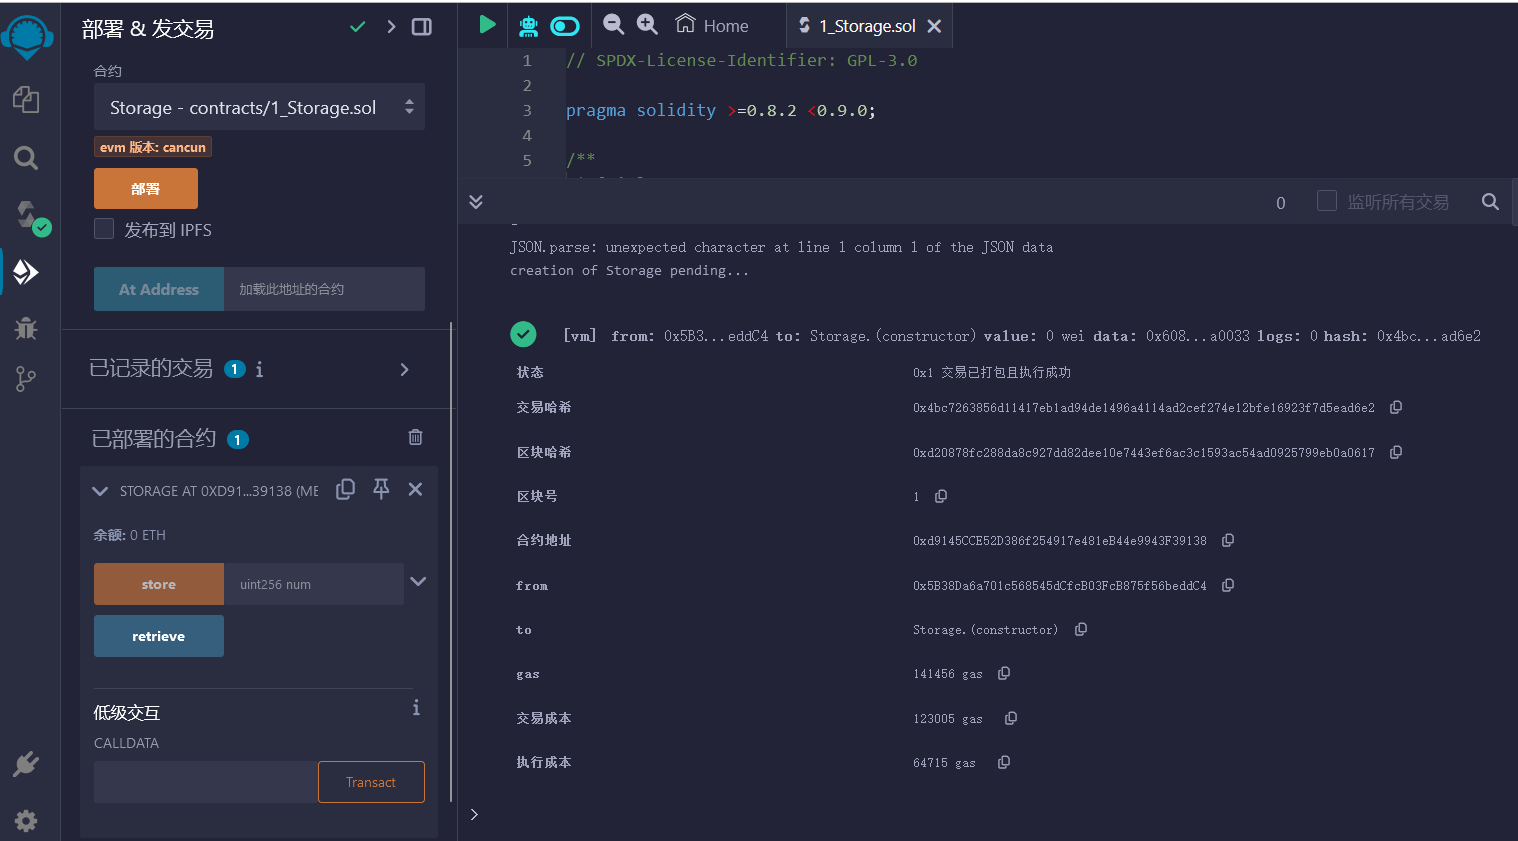 部署 & 发交易
合约
Storage - contracts/1_Storage.sol
evm 版本: cancun
部署
发布到 IPFS
At Address
加载此地址的合约
已记录的交易 1 i
已部署的合约 1
STORAGE AT 0XD91...39138 (ME
余额: 0 ETH
store
uint256 num
retrieve
低级交互
i
CALLDATA
Transact
Home
1_Storage.sol
1 // SPDX-License-Identifier: GPL-3.0
2
3 pragma solidity >=0.8.2 <0.9.0;
4
5 /**
0
监听所有交易
JSON.parse: unexpected character at line 1 column 1 of the JSON data
creation of Storage pending...
[vm] from: 0x5B3...eddC4 to: Storage.(constructor) value: 0 wei data: 0x608...a0033 logs: 0 hash: 0x4bc...ad6e2
状态 0x1 交易已打包且执行成功
交易哈希 0x4bc7263856d11417eb1ad94de1496a4114ad2cef274e12bfe16923f7d5ead6e2
区块哈希 0xd20878fc288da8c927dd82dee10e7443ef6ac3c1593ac54ad0925799eb0a0617
区块号 1
合约地址 0xd9145CCE52D386f254917e481eB44e9943F39138
from 0x5B38Da6a701c568545dCfcB03FcB875f56beddC4
to Storage.(constructor)
gas 141456 gas
交易成本 123005 gas
执行成本 64715 gas
>